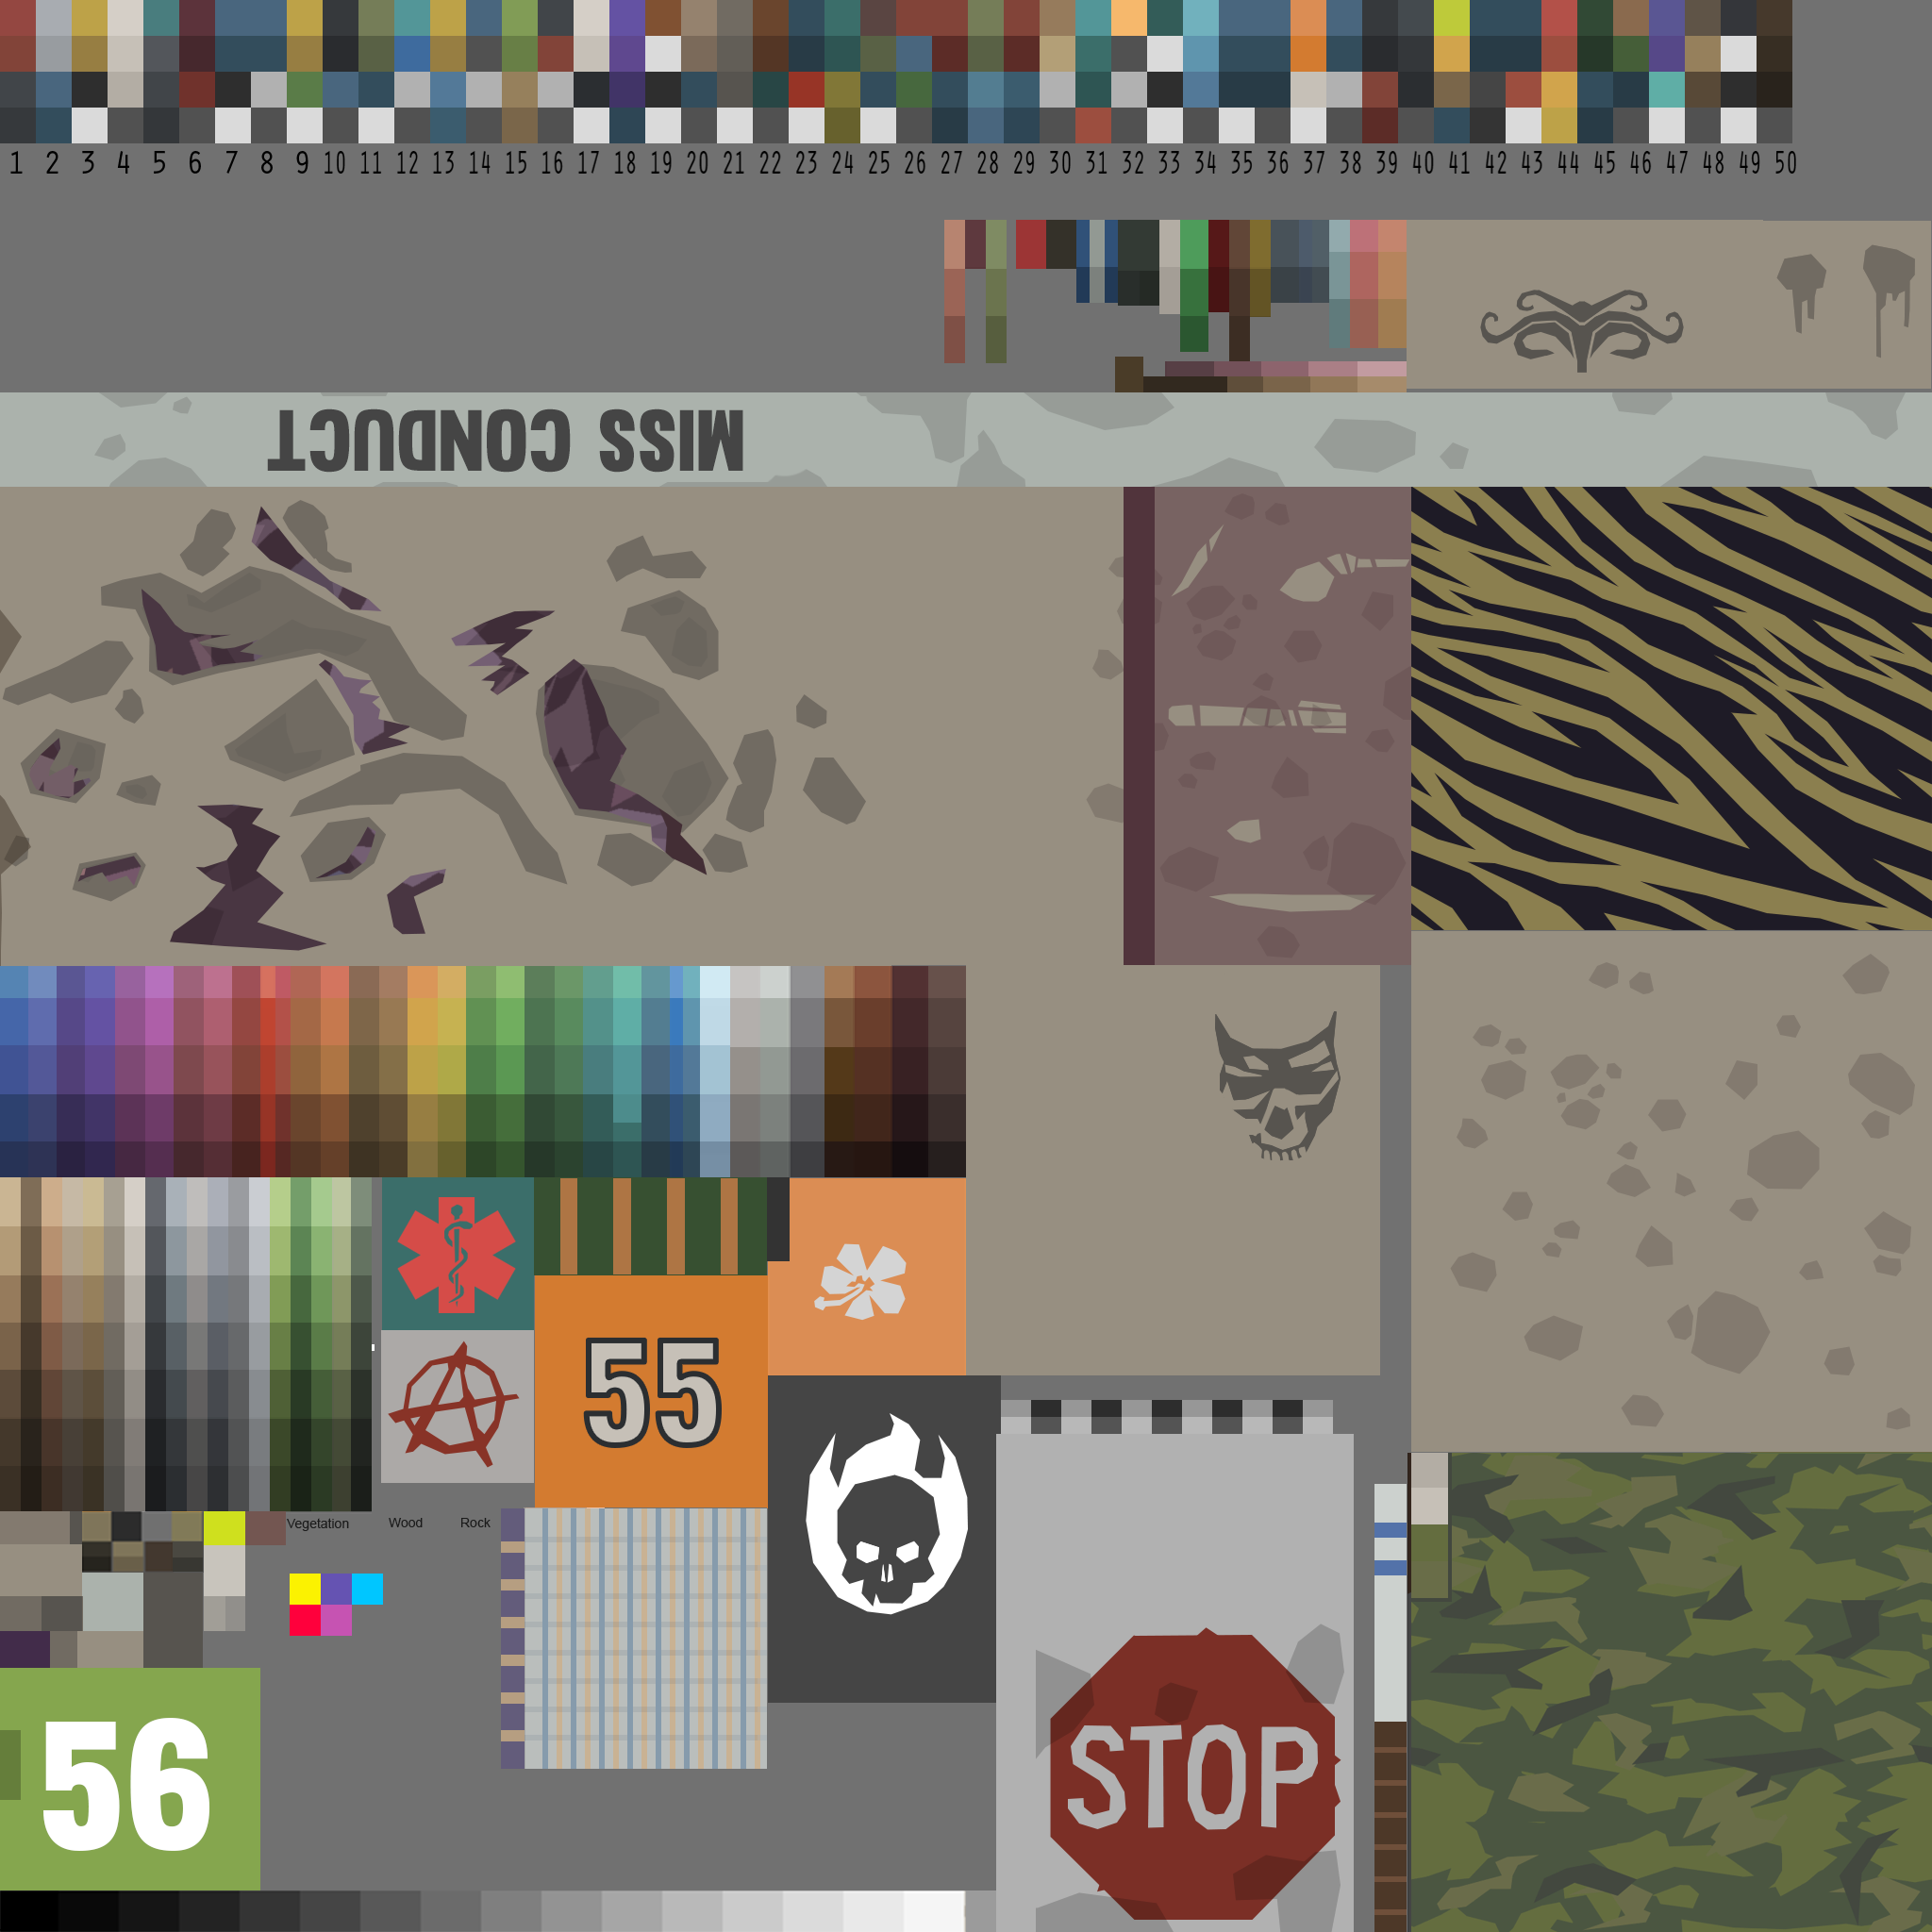 1 2 3 4 5 6 7 8 9 10 11 12 13 14 15 16 17 18 19 20 21 22 23 24 25 26 27 28 29 30 31 32 33 34 35 36 37 38 39 40 41 42 43 44 45 46 47 48 49 50
MISS CONDUCT
55
Vegetation Wood Rock
56
STOP